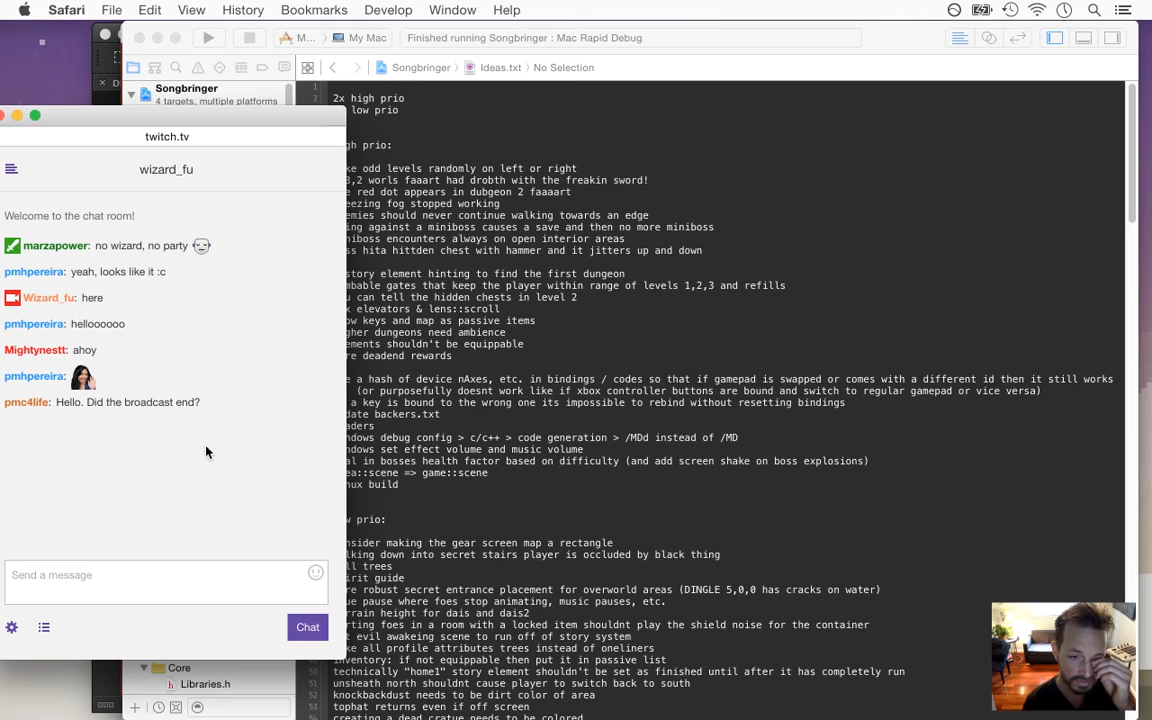 Safari File Edit View History Bookmarks Develop Window Help
M... My Mac Finished running Songbringer : Mac Rapid Debug
Songbringer Ideas.txt No Selection
Songbringer
4 targets, multiple platforms
twitch.tv
wizard_fu
Welcome to the chat room!
marzapower: no wizard, no party
pmhpereira: yeah, looks like it :c
Wizard_fu: here
pmhpereira: helloooooo
Mightynestt: ahoy
pmhpereira:
pmc4life: Hello. Did the broadcast end?
Send a message
Chat
Core
Libraries.h
1
2 2x high prio
low prio
gh prio:
ke odd levels randomly on left or right
3,2 worls faaart had drobth with the freakin sword!
e red dot appears in dubgeon 2 faaaart
eezing fog stopped working
emies should never continue walking towards an edge
ing against a miniboss causes a save and then no more miniboss
niboss encounters always on open interior areas
ss hita hittden chest with hammer and it jitters up and down
story element hinting to find the first dungeon
mbable gates that keep the player within range of levels 1,2,3 and refills
u can tell the hidden chests in level 2
x elevators & lens::scroll
ow keys and map as passive items
gher dungeons need ambience
ements shouldn't be equippable
re deadend rewards
e a hash of device nAxes, etc. in bindings / codes so that if gamepad is swapped or comes with a different id then it still works
(or purposefully doesnt work like if xbox controller buttons are bound and switch to regular gamepad or vice versa)
a key is bound to the wrong one its impossible to rebind without resetting bindings
date backers.txt
aders
ndows debug config > c/c++ > code generation > /MDd instead of /MD
ndows set effect volume and music volume
al in bosses health factor based on difficulty (and add screen shake on boss explosions)
ea::scene => game::scene
nux build
w prio:
nsider making the gear screen map a rectangle
lking down into secret stairs player is occluded by black thing
ll trees
irit guide
re robust secret entrance placement for overworld areas (DINGLE 5,0,0 has cracks on water)
ue pause where foes stop animating, music pauses, etc.
rrain height for dais and dais2
rting foes in a room with a locked item shouldnt play the shield noise for the container
t evil awakeing scene to run off of story system
ke all profile attributes trees instead of oneliners
inventory: if not equippable then put it in passive list
technically "home1" story element shouldn't be set as finished until after it has completely run
51 unsheath north shouldnt cause player to switch back to south
52 knockbackdust needs to be dirt color of area
53 tophat returns even if off screen
creating a dead cratue needs to be colored